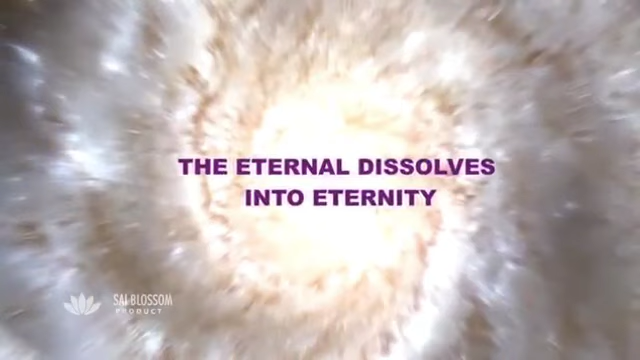 THE ETERNAL DISSOLVES
INTO ETERNITY
SAI BLOSSOM
PRODUCT